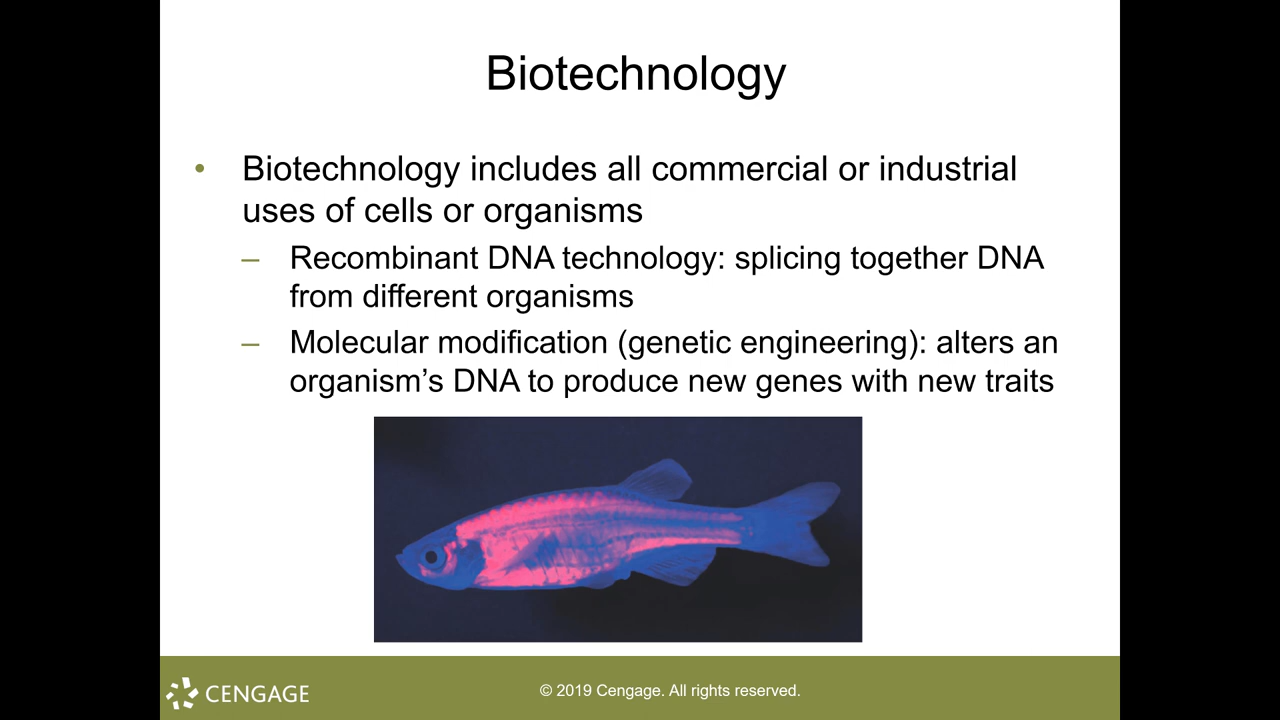 Biotechnology
• Biotechnology includes all commercial or industrial
uses of cells or organisms
– Recombinant DNA technology: splicing together DNA
from different organisms
– Molecular modification (genetic engineering): alters an
organism’s DNA to produce new genes with new traits
CENGAGE
© 2019 Cengage. All rights reserved.